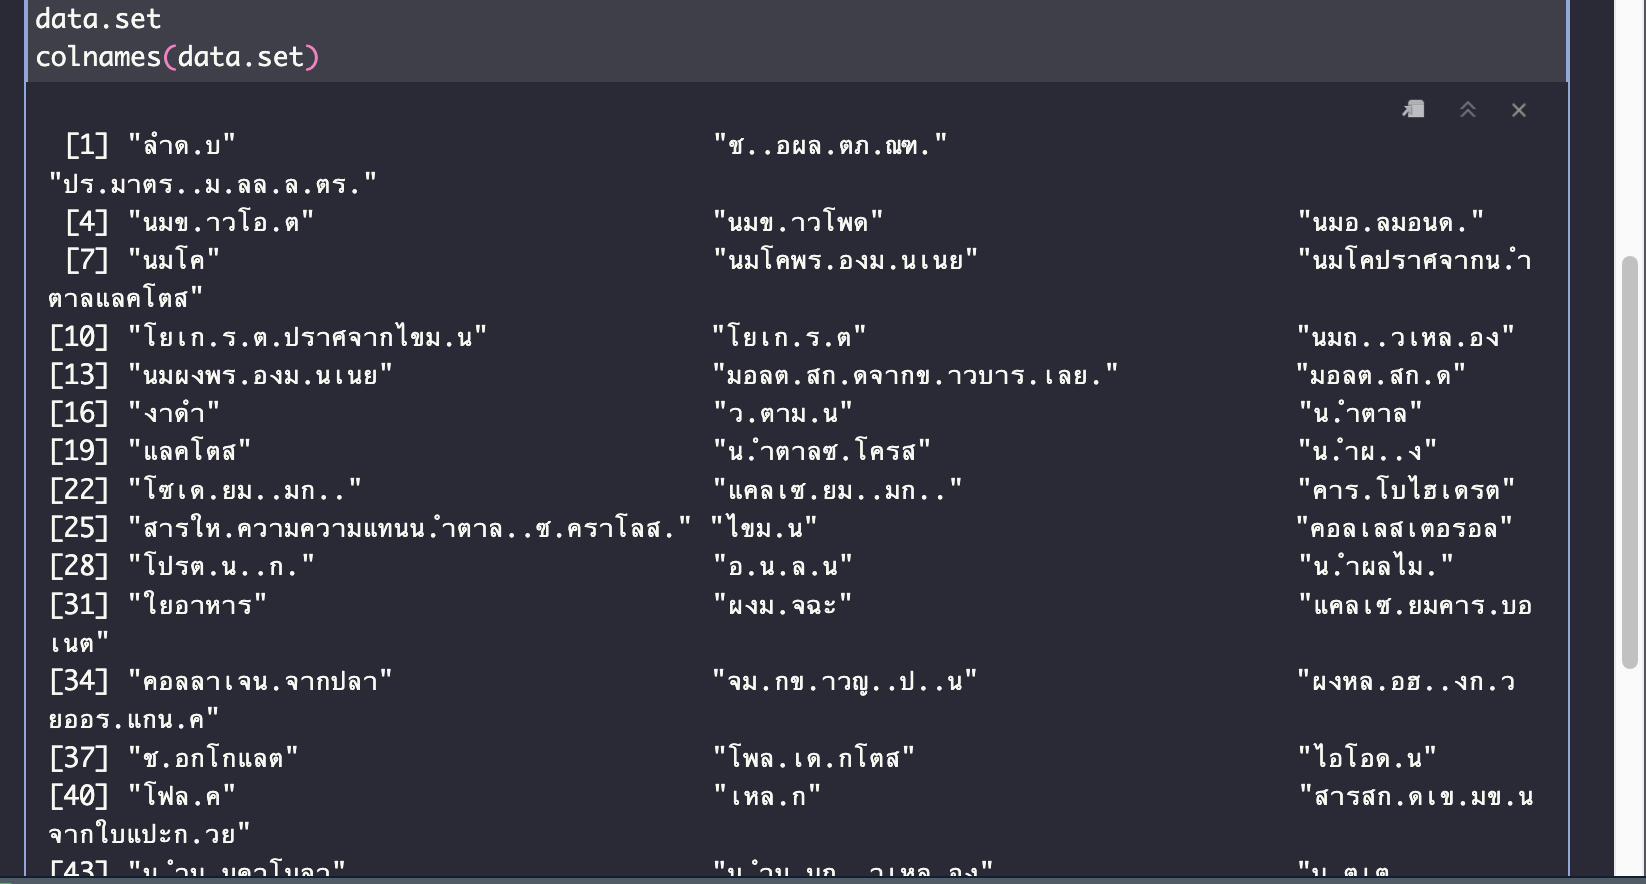 data.set
colnames(data.set)
[1] "ลำด.บ" "ช..อผล.ตภ.ณฑ."
"ปร.มาตร..ม.ลล.ล.ตร."
[4] "นมข.าวโอ.ต" "นมข.าวโพด" "นมอ.ลมอนด."
[7] "นมโค" "นมโคพร.องม.นเนย" "นมโคปราศจากน.ำ
ตาลแลคโตส"
[10] "โยเก.ร.ต.ปราศจากไขม.น" "โยเก.ร.ต" "นมถ..วเหล.อง"
[13] "นมผงพร.องม.นเนย" "มอลต.สก.ดจากข.าวบาร.เลย." "มอลต.สก.ด"
[16] "งาดำ" "ว.ตาม.น" "น.ำตาล"
[19] "แลคโตส" "น.ำตาลซ.โครส" "น.ำผ..ง"
[22] "โซเด.ยม..มก.." "แคลเซ.ยม..มก.." "คาร.โบไฮเดรต"
[25] "สารให.ความความแทนน.ำตาล..ซ.คราโลส." "ไขม.น" "คอลเลสเตอรอล"
[28] "โปรต.น..ก." "อ.น.ล.น" "น.ำผลไม."
[31] "ใยอาหาร" "ผงม.จฉะ" "แคลเซ.ยมคาร.บอ
เนต"
[34] "คอลลาเจน.จากปลา" "จม.กข.าวญ..ป..น" "ผงหล.อฮ..งก.ว
ยออร.แกน.ค"
[37] "ช.อกโกแลต" "โพล.เด.กโตส" "ไอโอด.น"
[40] "โฟล.ค" "เหล.ก" "สารสก.ดเข.มข.น
จากใบแปะก.วย"
[43]